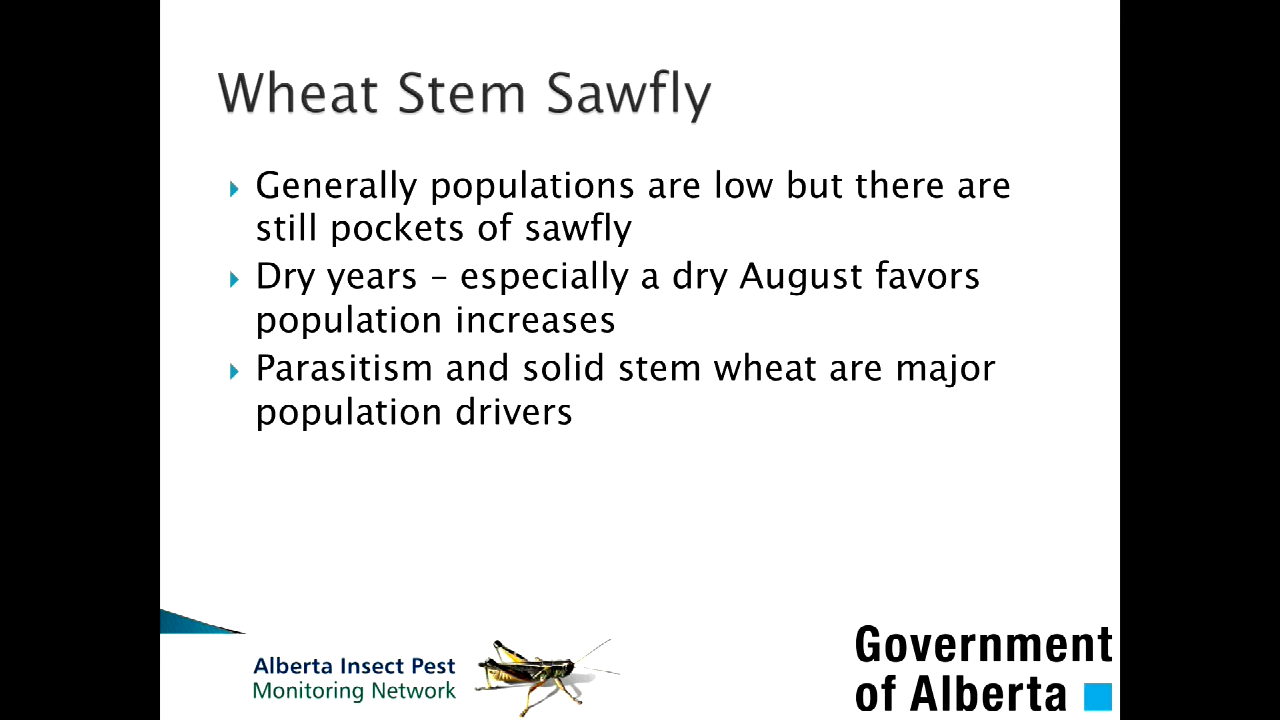 Wheat Stem Sawfly
Generally populations are low but there are
still pockets of sawfly
Dry years – especially a dry August favors
population increases
Parasitism and solid stem wheat are major
population drivers
Alberta Insect Pest
Monitoring Network
Government
of Alberta